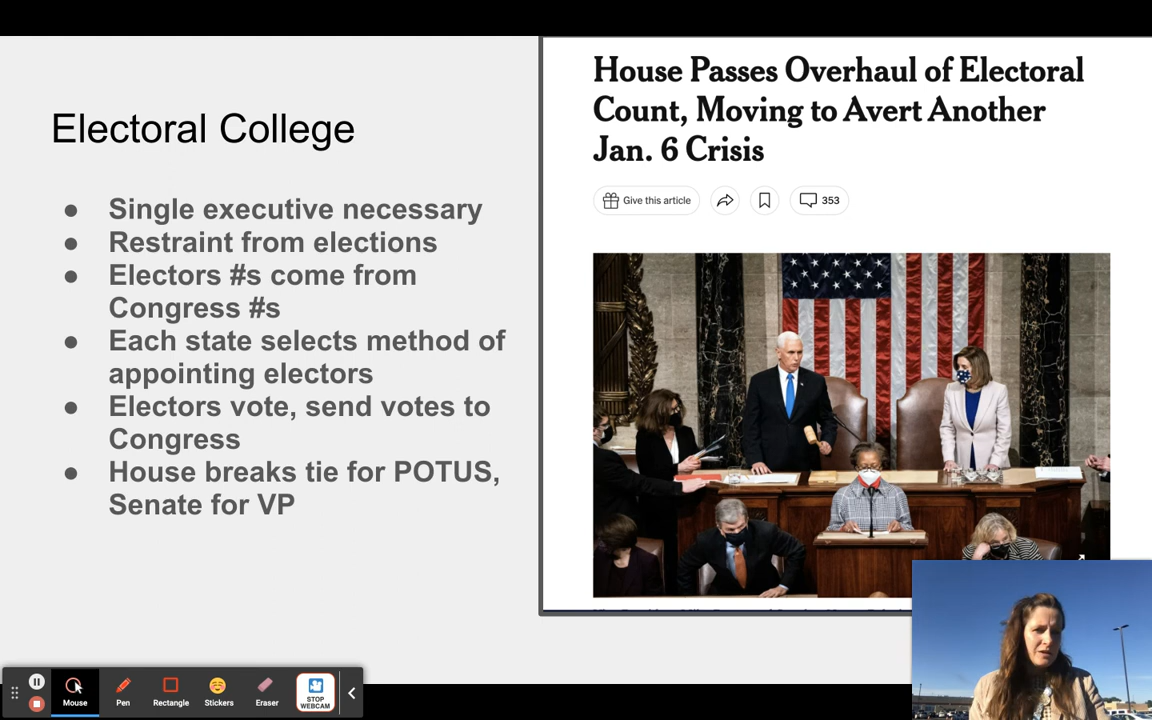 Electoral College
● Single executive necessary
● Restraint from elections
● Electors #s come from
Congress #s
● Each state selects method of
appointing electors
● Electors vote, send votes to
Congress
● House breaks tie for POTUS,
Senate for VP
House Passes Overhaul of Electoral
Count, Moving to Avert Another
Jan. 6 Crisis
Give this article
353
Mouse
Pen
Rectangle
Stickers
Eraser
STOP
WEBCAM